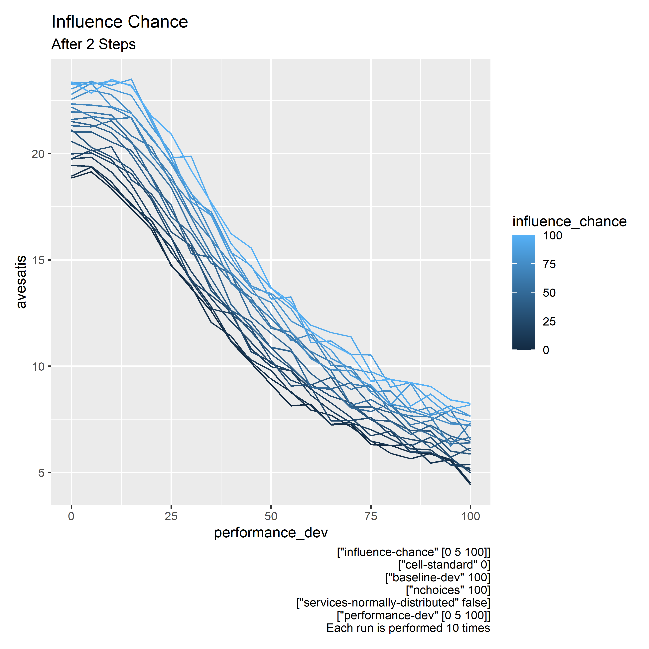 Influence Chance
After 2 Steps
avesatis
20
15
10
5
0
25
50
75
100
performance_dev
influence_chance
100
75
50
25
0
["influence-chance" [0 5 100]]
["cell-standard" 0]
["baseline-dev" 100]
["nchoices" 100]
["services-normally-distributed" false]
["performance-dev" [0 5 100]]
Each run is performed 10 times